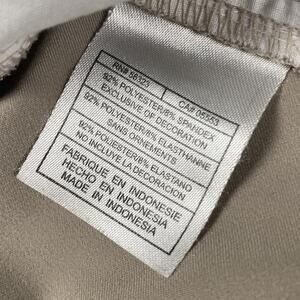 RN# 56323 CA# 05553
92% POLYESTER/8% SPANDEX
EXCLUSIVE OF DECORATION
92% POLYESTER/8% ELASTHANNE
SANS ORNEMENTS
92% POLIESTER/8% ELASTANO
NO INCLUYE LA DECORACION
FABRIQUE EN INDONESIE
HECHO EN INDONESIA
MADE IN INDONESIA